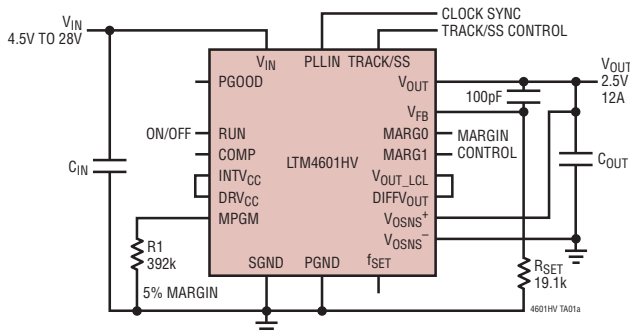 CLOCK SYNC
TRACK/SS CONTROL
VIN
4.5V TO 28V
VIN
PLLIN
TRACK/SS
PGOOD
VOUT
VOUT
2.5V
12A
100pF
VFB
ON/OFF
RUN
MARG0
MARGIN
CONTROL
COMP
LTM4601HV
MARG1
CIN
INTVCC
VOUT_LCL
COUT
DRVCC
DIFFVOUT
MPGM
VOSNS+
VOSNS–
R1
392k
SGND
PGND
fSET
RSET
19.1k
5% MARGIN
4601HV TA01a